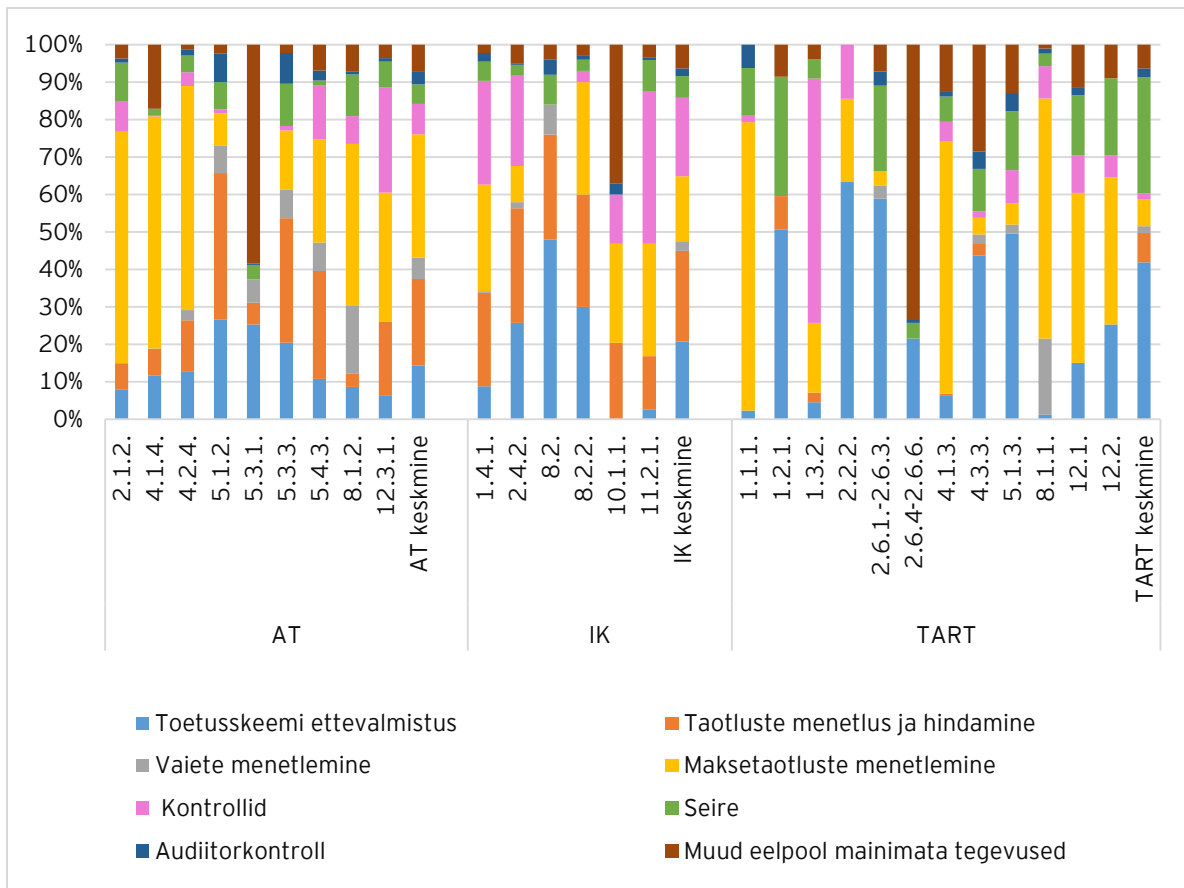 100%
90%
80%
70%
60%
50%
40%
30%
20%
10%
0%
2.1.2.
4.1.4.
4.2.4.
5.1.2.
5.3.1.
5.3.3.
5.4.3.
8.1.2.
12.3.1.
AT keskmine
1.4.1.
2.4.2.
8.2.
8.2.2.
10.1.1.
11.2.1.
IK keskmine
1.1.1.
1.2.1.
1.3.2.
2.2.2.
2.6.1.-2.6.3.
2.6.4-2.6.6.
4.1.3.
4.3.3.
5.1.3.
8.1.1.
12.1.
12.2.
TART keskmine
AT
IK
TART
Toetusskeemi ettevalmistus
Taotluste menetlus ja hindamine
Vaiete menetlemine
Maksetaotluste menetlemine
Kontrollid
Seire
Audiitorkontroll
Muud eelpool mainimata tegevused